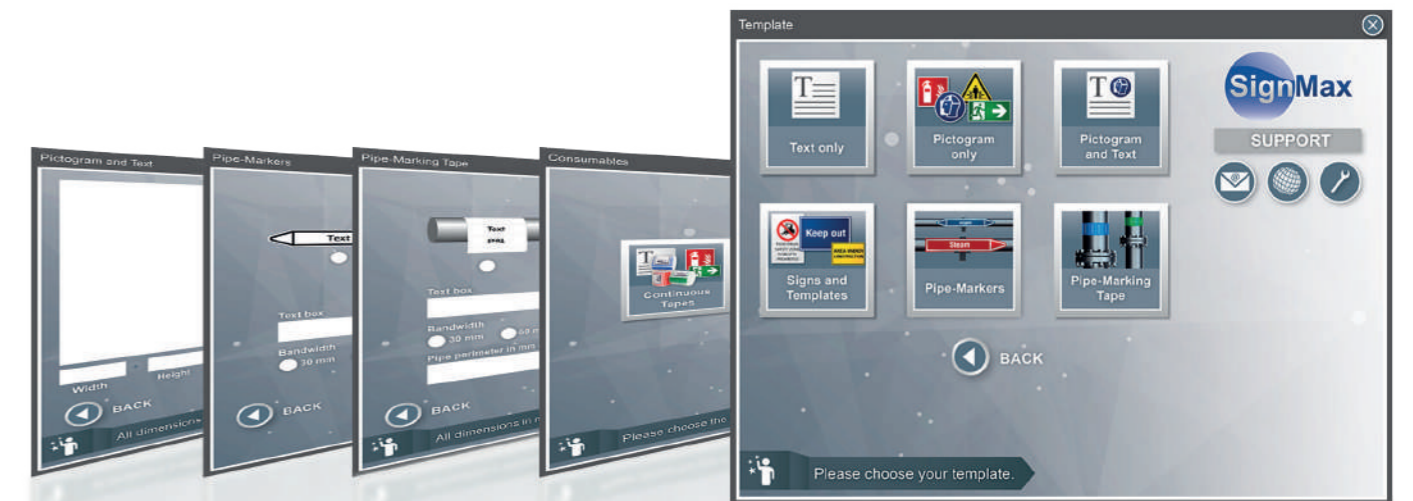 Pictogram and Text
Width
Height
BACK
All dimensions
Pipe-Markers
Text
Text box
Bandwidth
30 mm
BACK
Pipe-Marking Tape
Text
Text box
Bandwidth
30 mm
Pipe perimeter in mm
BACK
All dimensions in
Consumables
T
Continuous
Tapes
Please choose the
Template
T
Text only
Pictogram
only
T
Pictogram
and Text
Keep out
AREA UNDER
CONSTRUCTION
Signs and
Templates
Steam
Pipe-Markers
Pipe-Marking
Tape
BACK
Please choose your template.
SignMax
SUPPORT